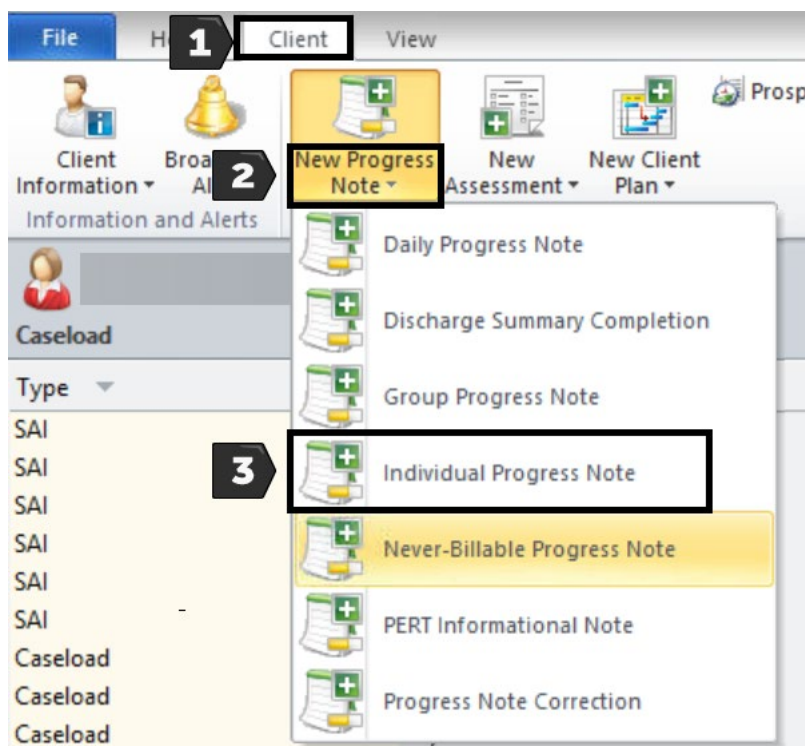 File H 1 Client View
Prosp
Client Broa New Progress New New Client
Information Al 2 Note Assessment Plan
Information and Alerts
Daily Progress Note
Discharge Summary Completion
Caseload
Type
Group Progress Note
SAI
SAI
3 Individual Progress Note
SAI
SAI
Never-Billable Progress Note
SAI
SAI
PERT Informational Note
Caseload
Caseload
Progress Note Correction
Caseload